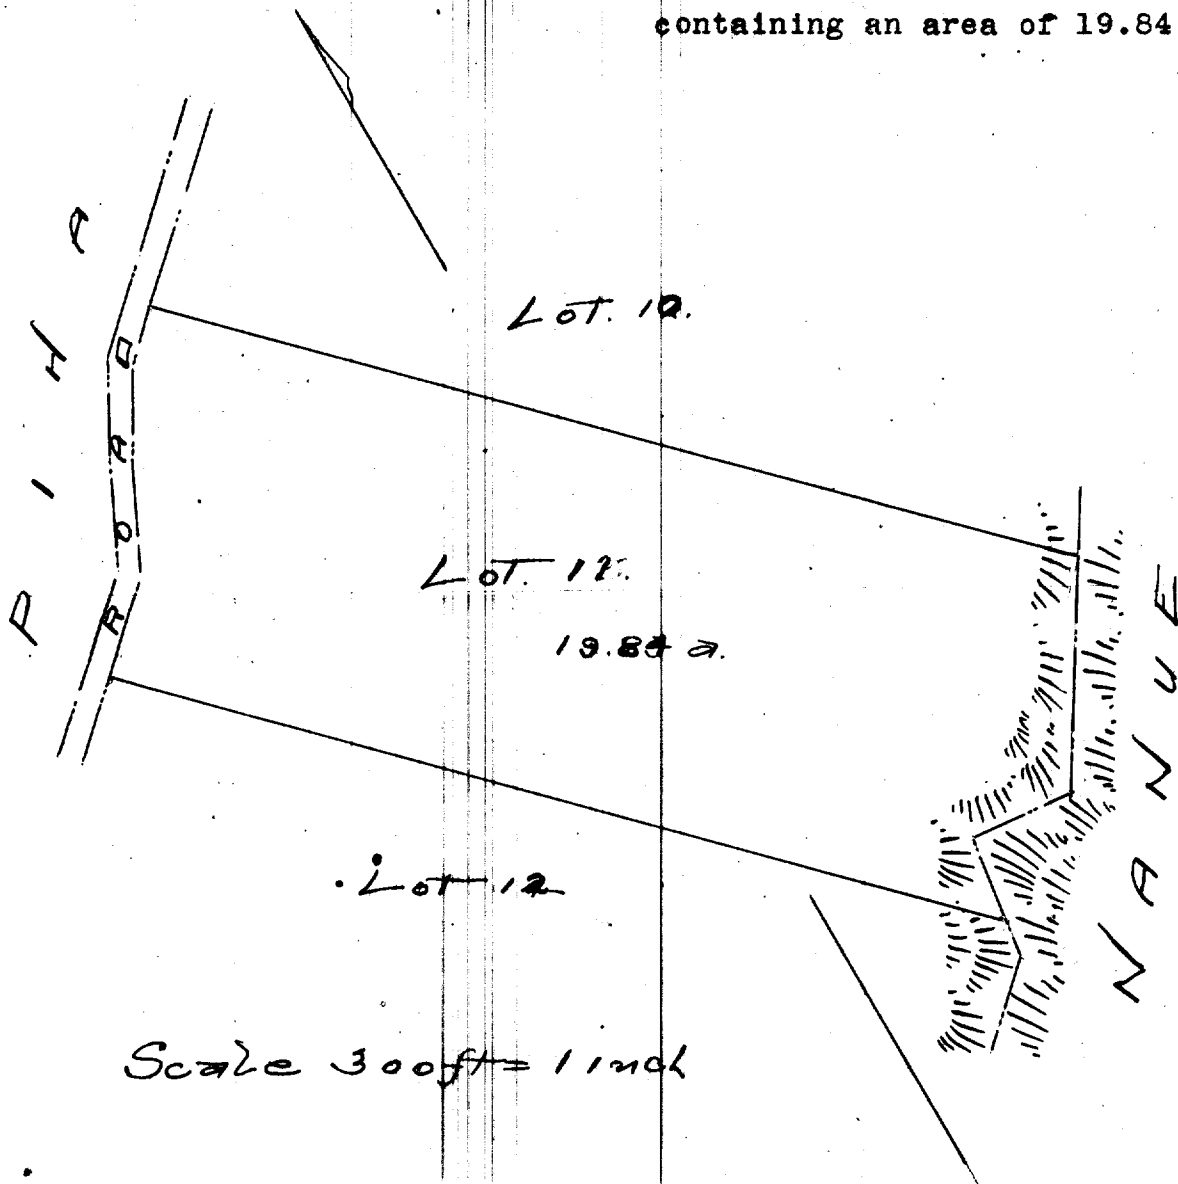 containing an area of 19.84
PIHA
ROAD
Lot. 10.
Lot. 11.
19.84 a.
Lot 12
NANUE
Scale 300ft = 1 inch